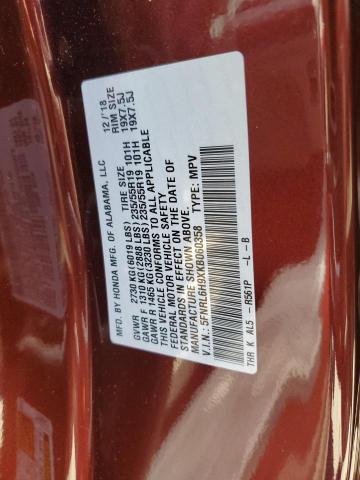 MFD. BY HONDA MFG. OF ALABAMA, LLC 12/'18
TIRE SIZE RIM SIZE
GVWR 2730 KG (6019 LBS)
GAWR F 1310 KG (2888 LBS) 235/55R19 101H 19X7.5J
GAWR R 1465 KG (3230 LBS) 235/55R19 101H 19X7.5J
THIS VEHICLE CONFORMS TO ALL APPLICABLE
FEDERAL MOTOR VEHICLE SAFETY
STANDARDS IN EFFECT ON THE DATE OF
MANUFACTURE SHOWN ABOVE.
V.I.N.: 5FNRL6H9XKB000358 TYPE: MPV
THR K AL5 - R561P -L -B